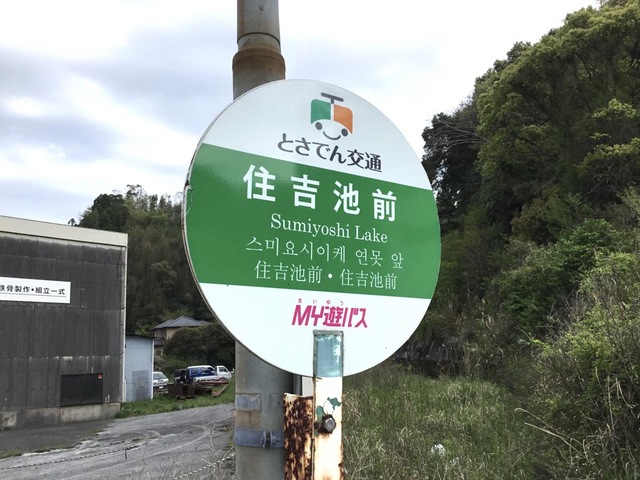 とさでん交通
住吉池前
Sumiyoshi Lake
스미요시이케 연못 앞
住吉池前・住吉池前
まいゆう
MY遊バス
鉄骨製作・組立一式